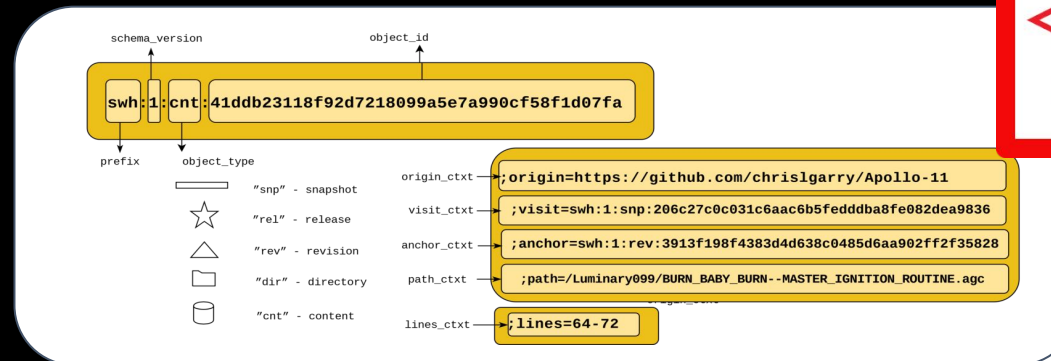 schema_version
object_id
swh:1:cnt:41ddb23118f92d7218099a5e7a990cf58f1d07fa
prefix
object_type
"snp" - snapshot
"rel" - release
"rev" - revision
"dir" - directory
"cnt" - content
origin_ctxt
;origin=https://github.com/chrislgarry/Apollo-11
visit_ctxt
;visit=swh:1:snp:206c27c0c031c6aac6b5fedddba8fe082dea9836
anchor_ctxt
;anchor=swh:1:rev:3913f198f4383d4d638c0485d6aa902ff2f35828
path_ctxt
;path=/Luminary099/BURN_BABY_BURN--MASTER_IGNITION_ROUTINE.agc
lines_ctxt
;lines=64-72